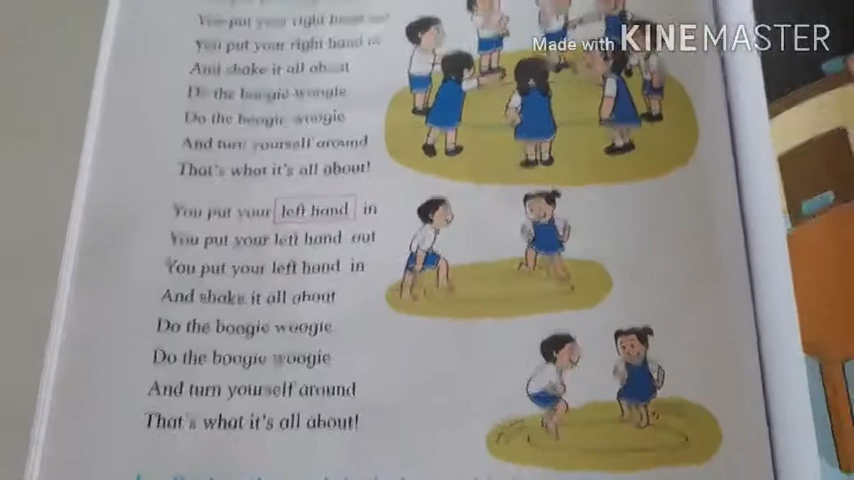 You put your right hand out
You put your right hand in
And shake it all about
Do the boogie woogie
Do the boogie woogie
And turn yourself around
That's what it's all about!
You put your left hand in
You put your left hand out
You put your left hand in
And shake it all about
Do the boogie woogie
Do the boogie woogie
And turn yourself around
That's what it's all about!
Made with KINEMASTER